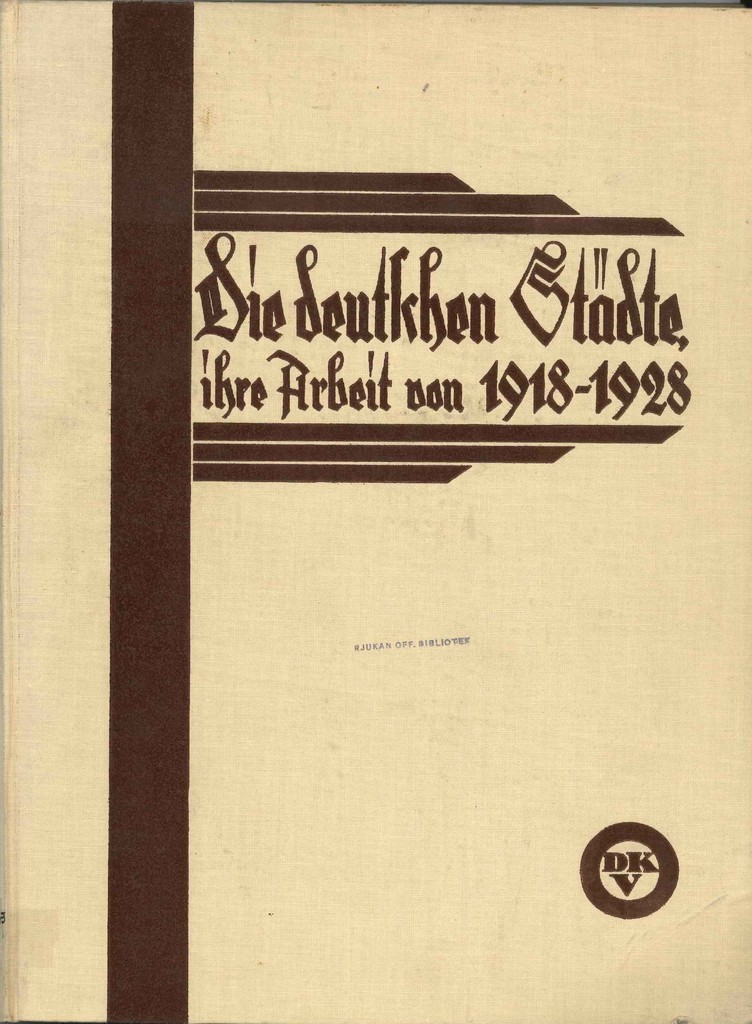 Die deutschen Städte,
ihre Arbeit von 1918-1928
RJUKAN OFF. BIBLIOTEK
DK
V